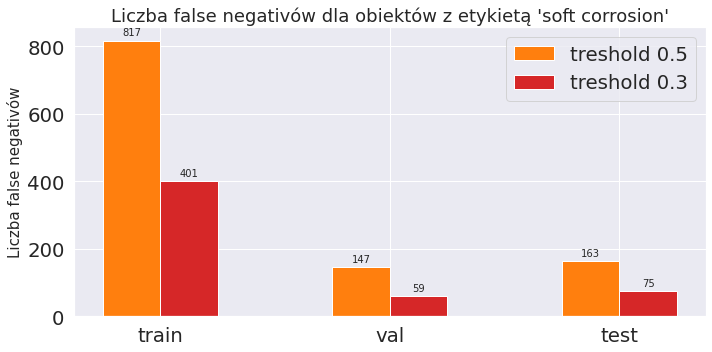 Liczba false negativów dla obiektów z etykietą 'soft corrosion'
Liczba false negativów
800
600
400
200
0
817
401
147
59
163
75
treshold 0.5
treshold 0.3
train
val
test